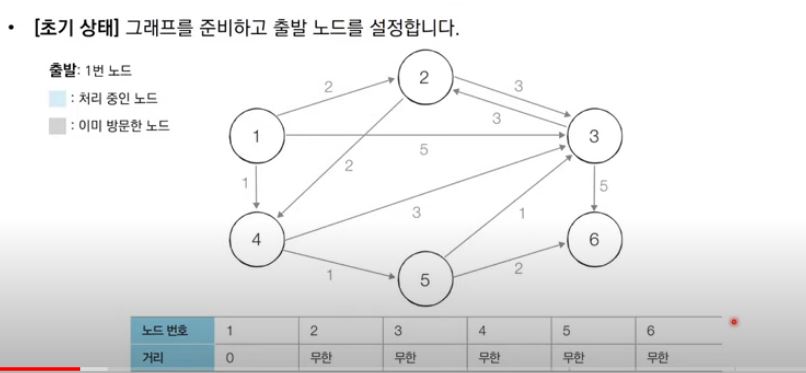 • [초기 상태] 그래프를 준비하고 출발 노드를 설정합니다.
출발: 1번 노드
: 처리 중인 노드
: 이미 방문한 노드
2
2
3
3
1
5
3
2
1
5
4
3
1
6
1
5
2
노드 번호 1 2 3 4 5 6
거리 0 무한 무한 무한 무한 무한